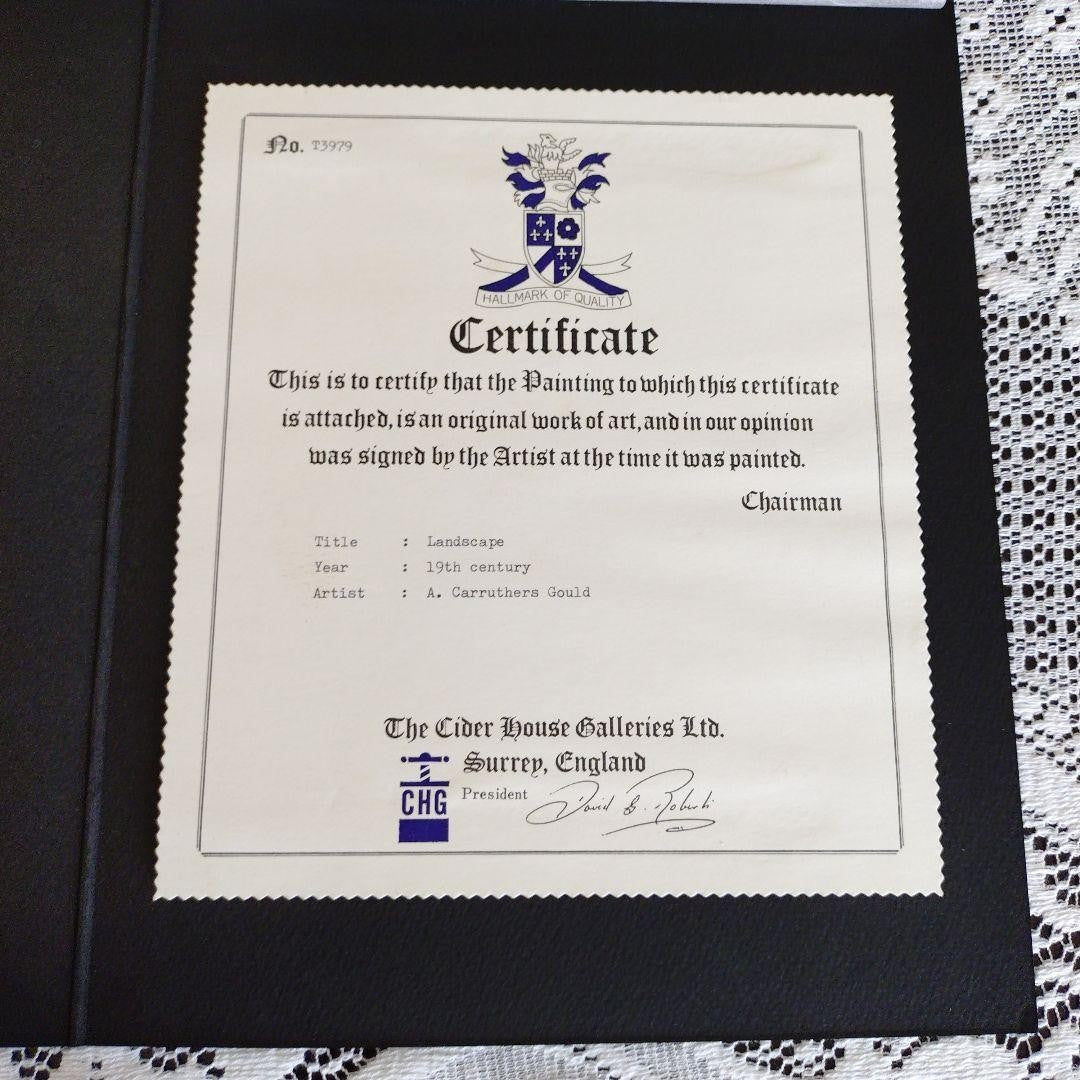 No. T3979
HALLMARK OF QUALITY
Certificate
This is to certify that the Painting to which this certificate
is attached, is an original work of art, and in our opinion
was signed by the Artist at the time it was painted.
Chairman
Title : Landscape
Year : 19th century
Artist : A. Carruthers Gould
The Cider House Galleries Ltd.
Surrey, England
CHG
President David B. Roberts